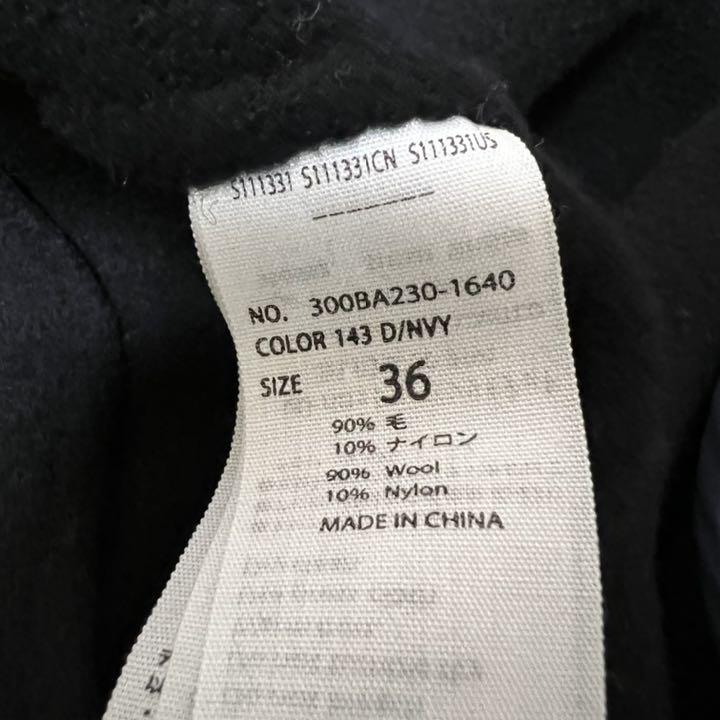 S111331 S111331CN S111331US
-------
NO. 300BA230-1640
COLOR 143 D/NVY
SIZE 36
90% 毛
10% ナイロン
90% Wool
10% Nylon
MADE IN CHINA